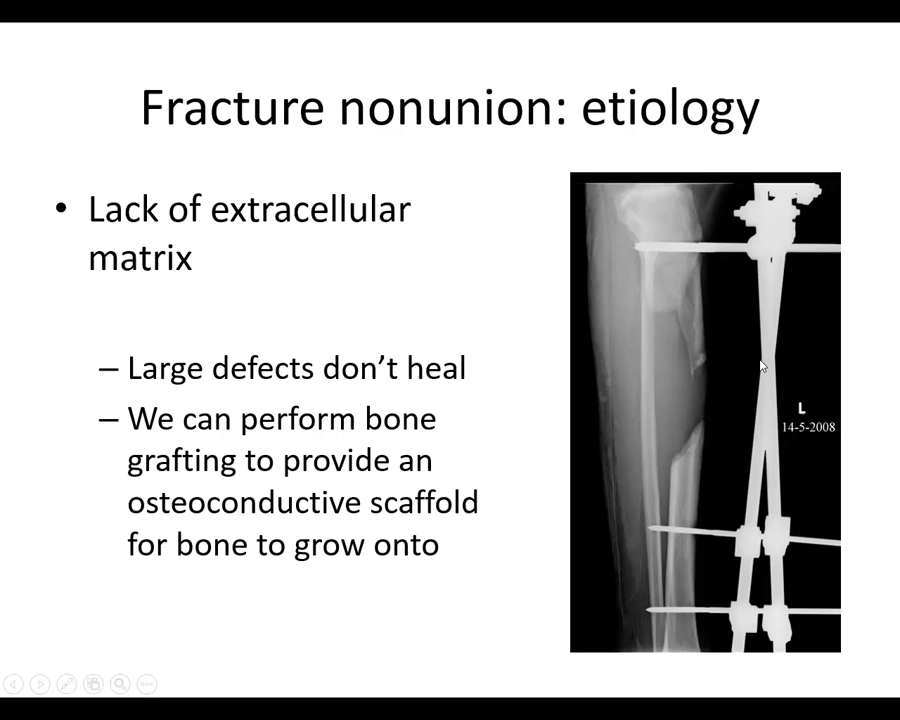 Fracture nonunion: etiology
• Lack of extracellular
matrix
– Large defects don’t heal
– We can perform bone
grafting to provide an
osteoconductive scaffold
for bone to grow onto
L
L
14-5-2008